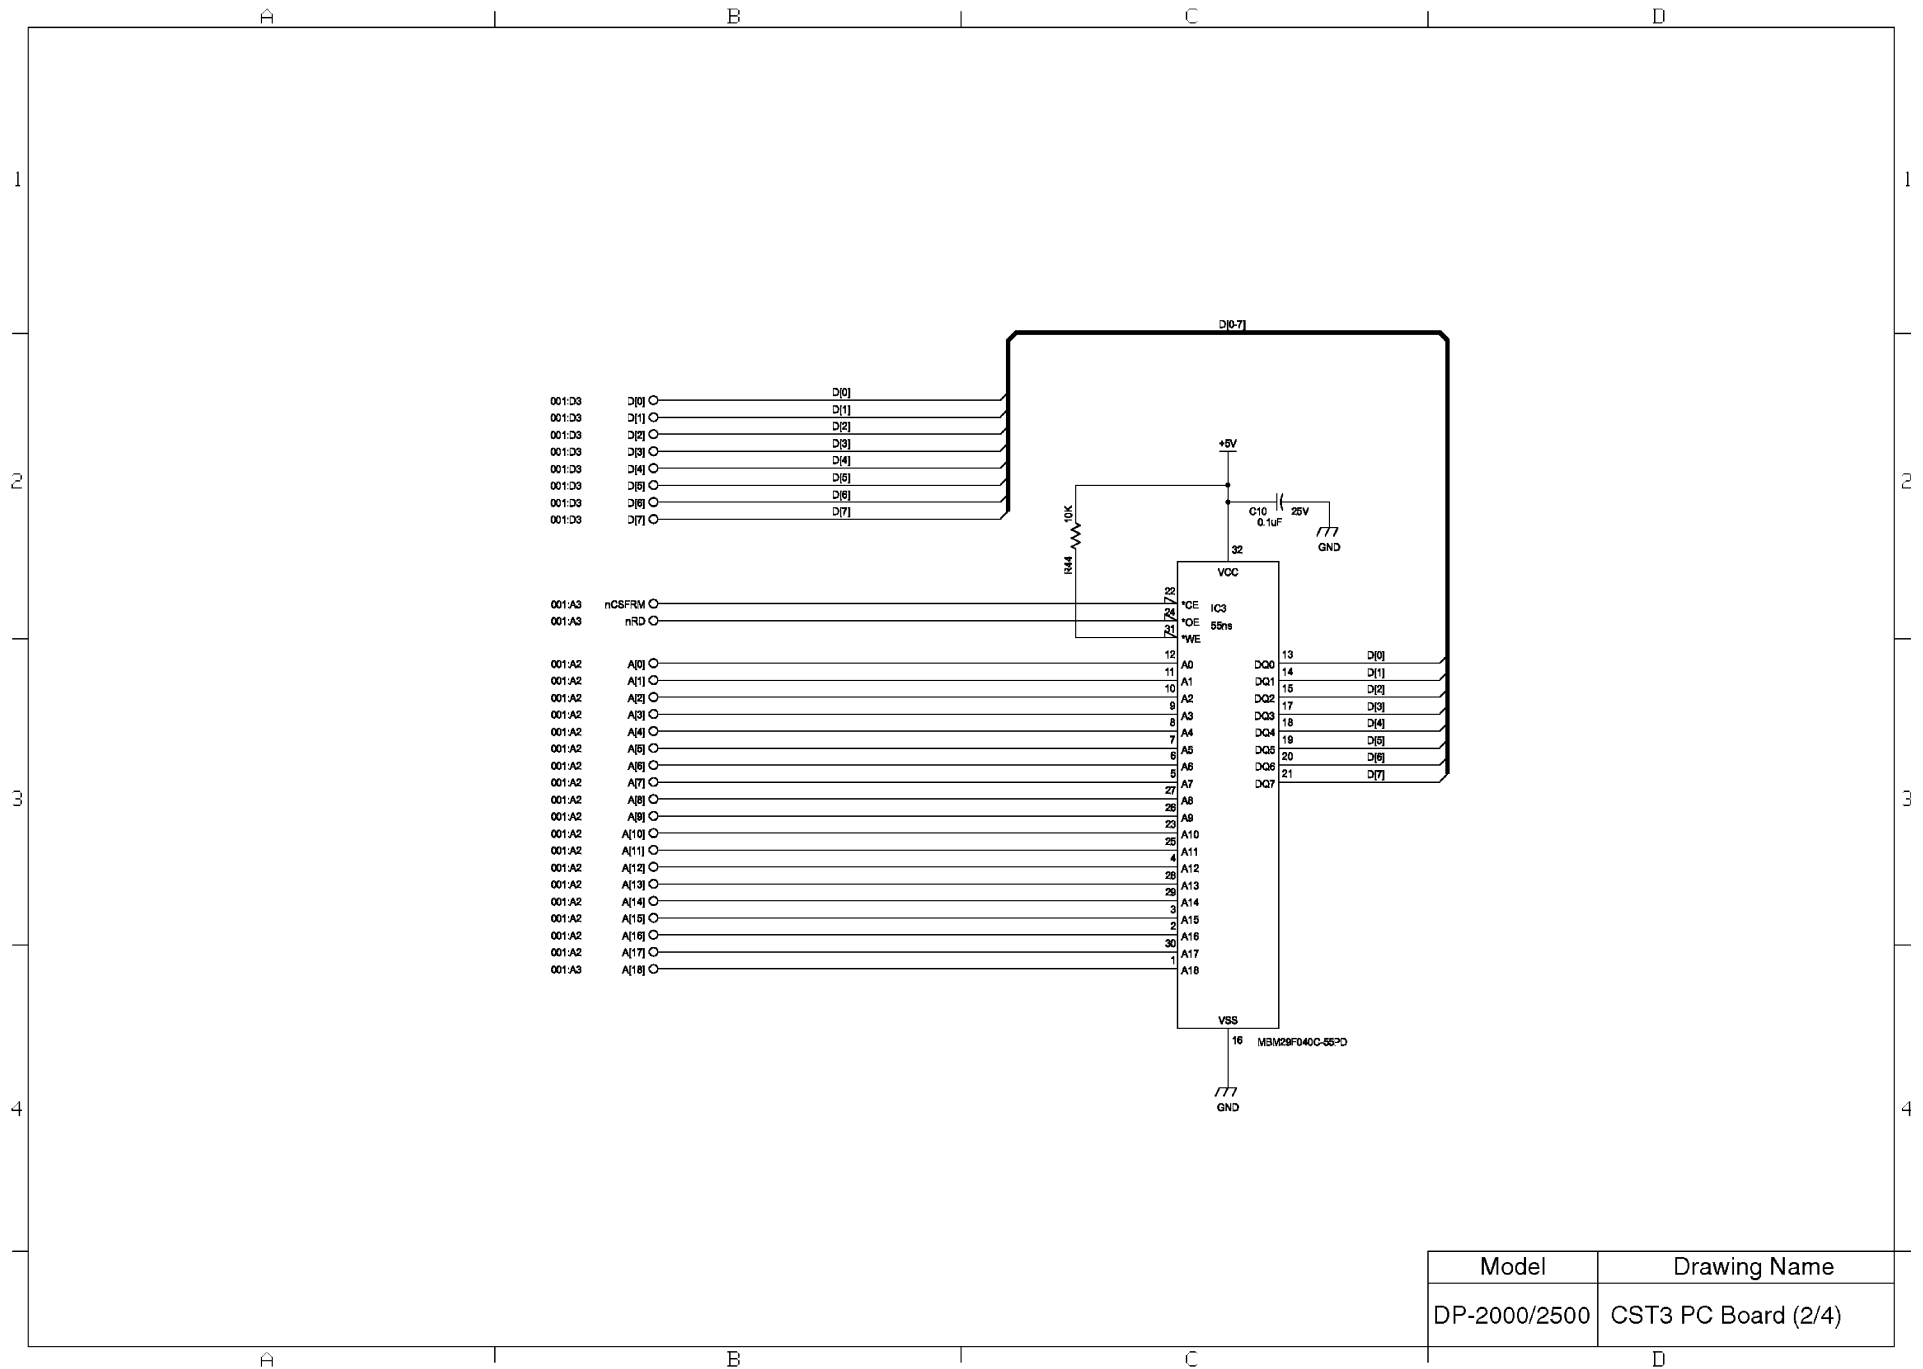 A B C D
1 1
D[0-7]
001:D3 D[0] D[0]
001:D3 D[1] D[1]
001:D3 D[2] D[2]
001:D3 D[3] D[3]
001:D3 D[4] D[4]
001:D3 D[5] D[5]
001:D3 D[6] D[6]
001:D3 D[7] D[7]
+5V
2 2
10K
R44
C10 25V
0.1uF
GND
32
VCC
001:A3 nCSFRM 22 *CE IC3
001:A3 nRD 24 *OE 55ns
31 *WE
001:A2 A[0] 12 A0 DQ0 13 D[0]
001:A2 A[1] 11 A1 DQ1 14 D[1]
001:A2 A[2] 10 A2 DQ2 15 D[2]
001:A2 A[3] 9 A3 DQ3 17 D[3]
001:A2 A[4] 8 A4 DQ4 18 D[4]
001:A2 A[5] 7 A5 DQ5 19 D[5]
001:A2 A[6] 6 A6 DQ6 20 D[6]
001:A2 A[7] 5 A7 DQ7 21 D[7]
3 3
001:A2 A[8] 27 A8
001:A2 A[9] 26 A9
001:A2 A[10] 23 A10
001:A2 A[11] 25 A11
001:A2 A[12] 4 A12
001:A2 A[13] 28 A13
001:A2 A[14] 29 A14
001:A2 A[15] 3 A15
001:A2 A[16] 2 A16
001:A2 A[17] 30 A17
001:A3 A[18] 1 A18
VSS
16 MBM29F040C-55PD
GND
4 4
Model Drawing Name
DP-2000/2500 CST3 PC Board (2/4)
A B C D